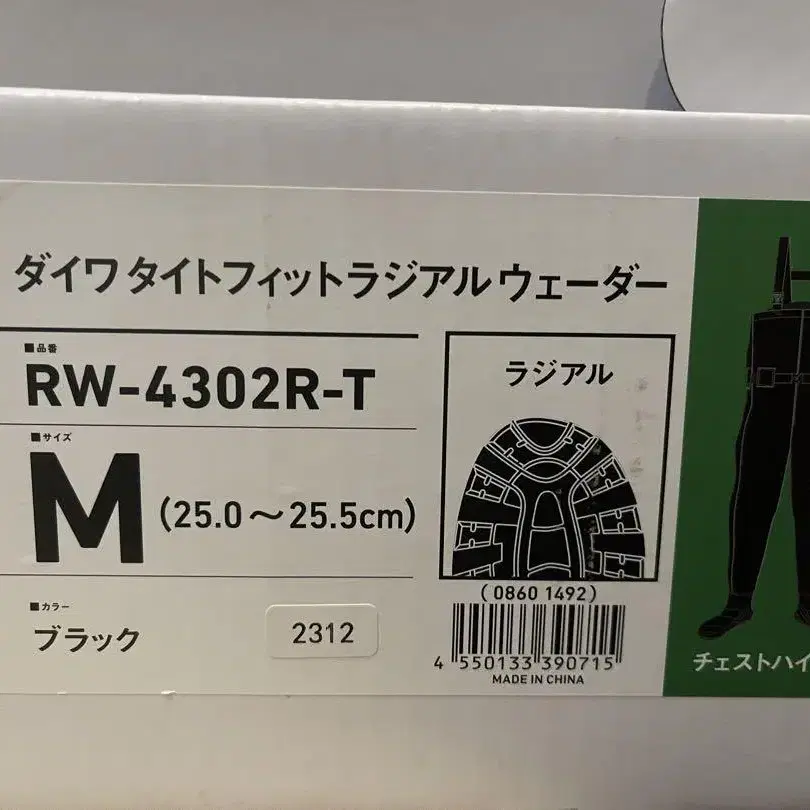 ダイワ タイトフィットラジアル ウェーダー
■品番
RW-4302R-T
■サイズ
M (25.0～25.5cm)
■カラー
ブラック
2312
ラジアル
(0860 1492)
4 550133 390715
MADE IN CHINA
チェストハイ